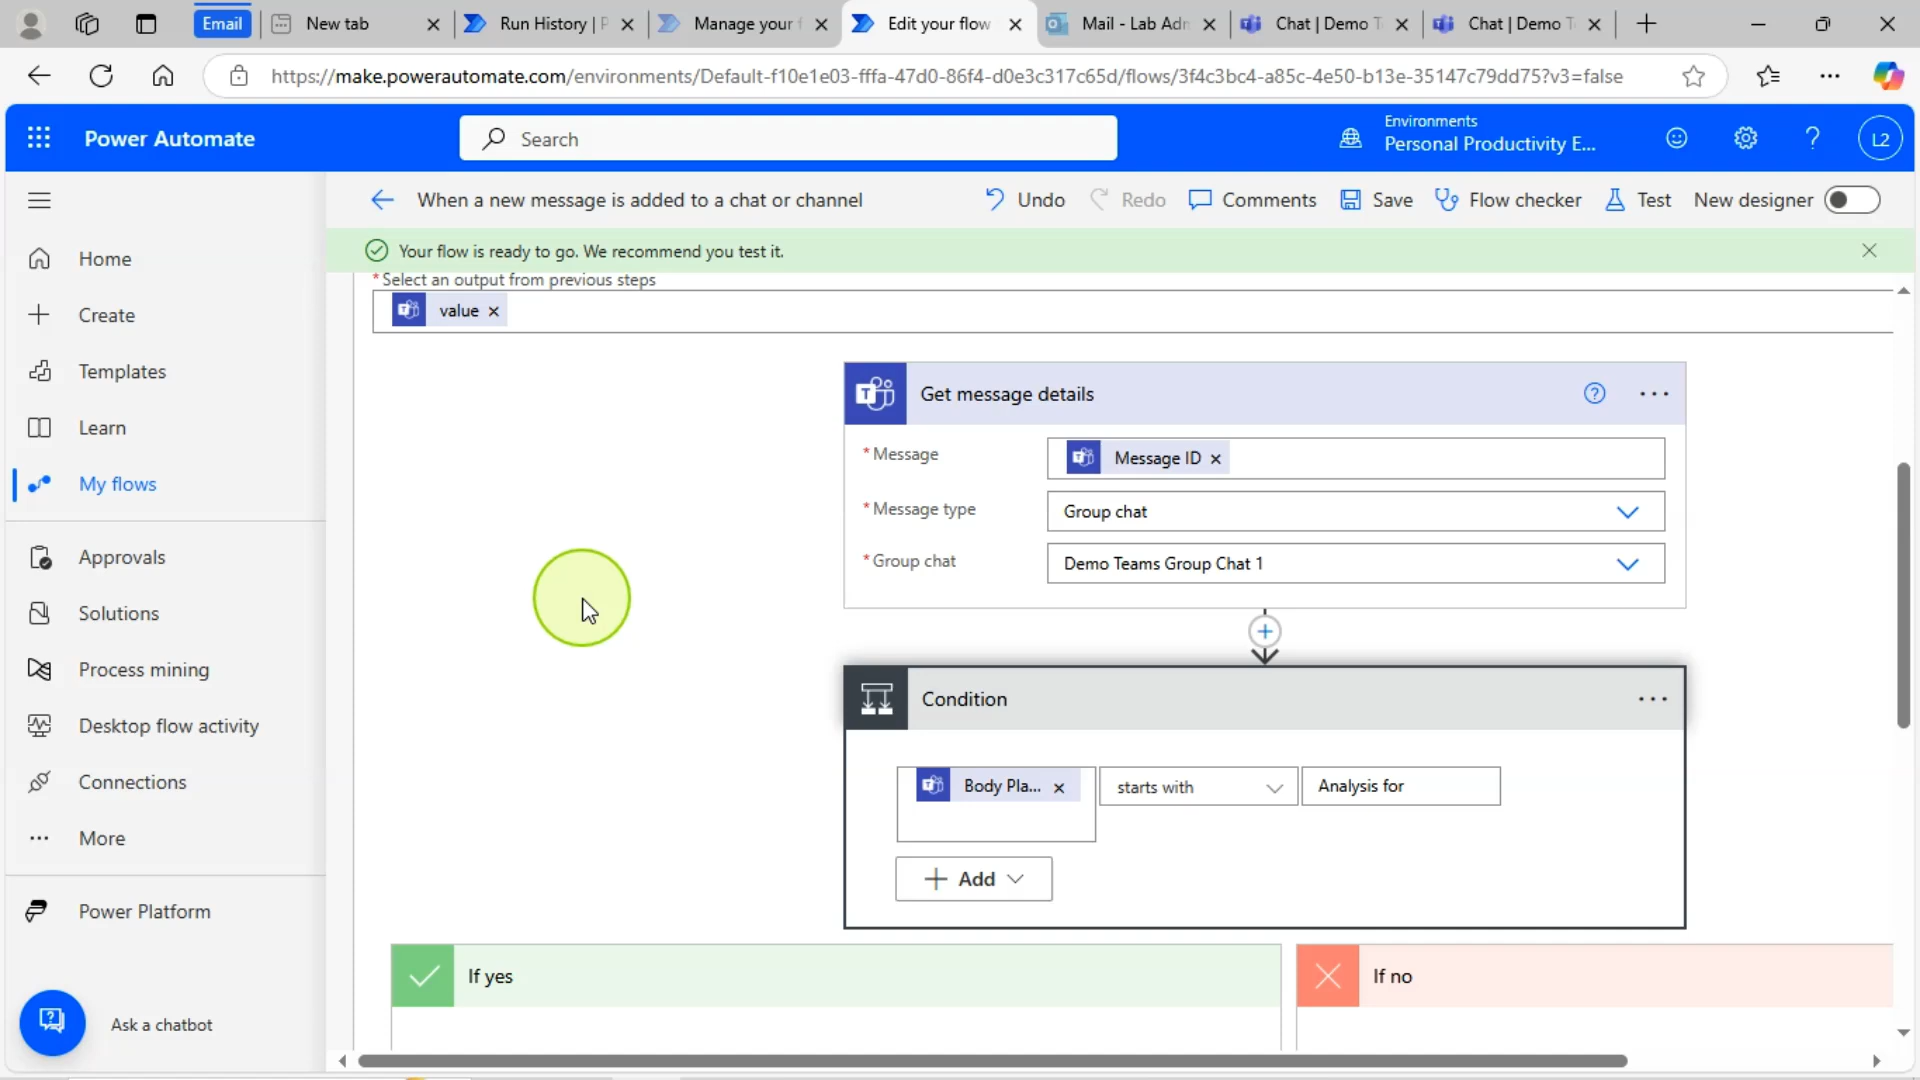 Email
New tab
Run History | P
Manage your f
Edit your flow
Mail - Lab Adm
Chat | Demo T
Chat | Demo T
https://make.powerautomate.com/environments/Default-f10e1e03-fffa-47d0-86f4-d0e3c317c65d/flows/3f4c3bc4-a85c-4e50-b13e-35147c79dd75?v3=false
Power Automate
Search
Environments
Personal Productivity E...
L2
When a new message is added to a chat or channel
Undo
Redo
Comments
Save
Flow checker
Test
New designer
Your flow is ready to go. We recommend you test it.
Home
Create
Templates
Learn
My flows
Approvals
Solutions
Process mining
Desktop flow activity
Connections
More
Power Platform
Ask a chatbot
* Select an output from previous steps
value
Get message details
* Message
Message ID
* Message type
Group chat
* Group chat
Demo Teams Group Chat 1
Condition
Body Pla...
starts with
Analysis for
Add
If yes
If no